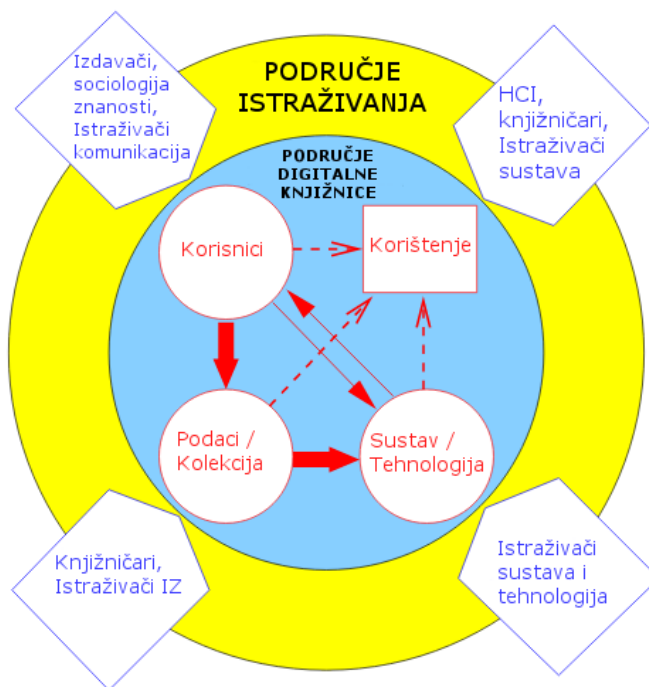 Izdavači,
sociologija
znanosti,
Istraživači
komunikacija
PODRUČJE
ISTRAŽIVANJA
HCI,
knjižničari,
Istraživači
sustava
PODRUČJE
DIGITALNE
KNJIŽNICE
Korisnici
Korištenje
Podaci /
Kolekcija
Sustav /
Tehnologija
Knjižničari,
Istraživači IZ
Istraživači
sustava i
tehnologija